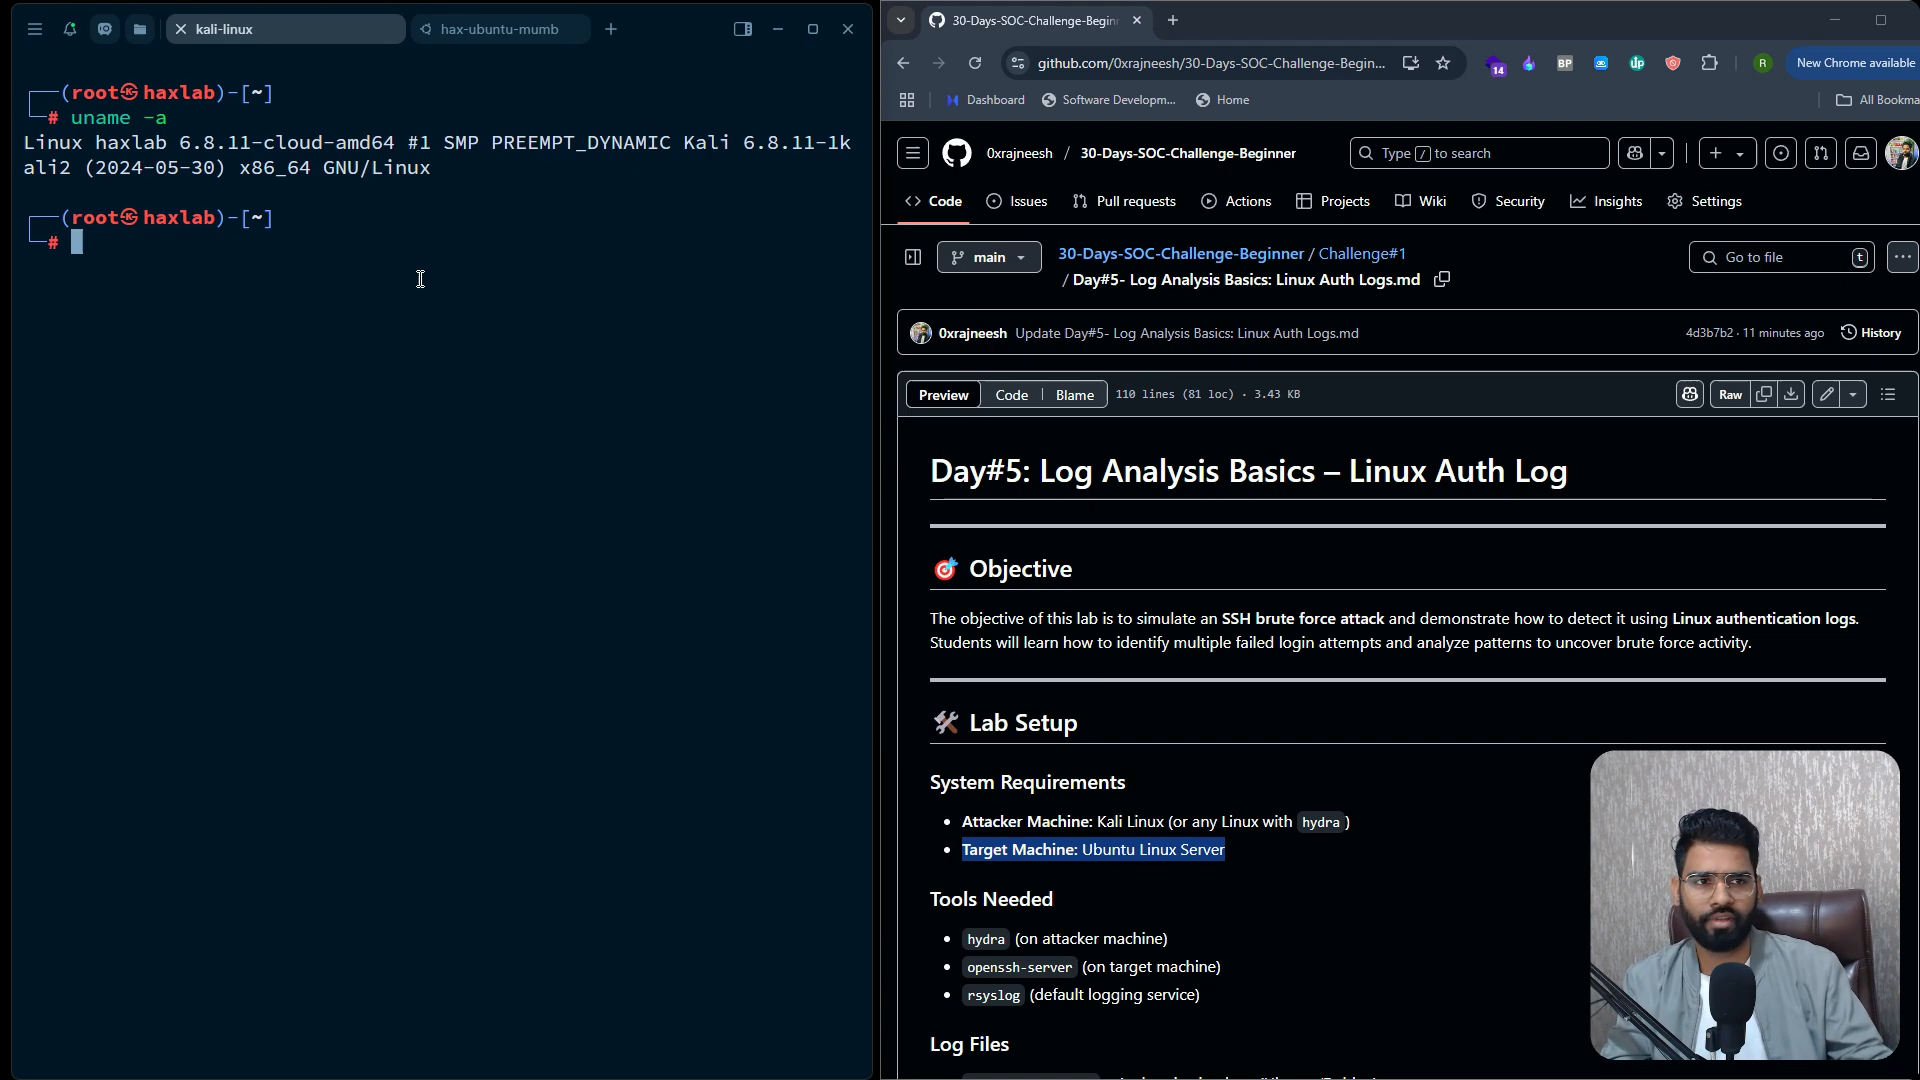 kali-linux
hax-ubuntu-mumb
(root㉿haxlab)-[~]
# uname -a
Linux haxlab 6.8.11-cloud-amd64 #1 SMP PREEMPT_DYNAMIC Kali 6.8.11-1k
ali2 (2024-05-30) x86_64 GNU/Linux
(root㉿haxlab)-[~]
#
30-Days-SOC-Challenge-Beginn
github.com/0xrajneesh/30-Days-SOC-Challenge-Begin...
14
BP
up
R
New Chrome available
Dashboard
Software Developm...
Home
All Bookma
0xrajneesh / 30-Days-SOC-Challenge-Beginner
Type / to search
Code
Issues
Pull requests
Actions
Projects
Wiki
Security
Insights
Settings
main
30-Days-SOC-Challenge-Beginner / Challenge#1
/ Day#5- Log Analysis Basics: Linux Auth Logs.md
Go to file
t
0xrajneesh Update Day#5- Log Analysis Basics: Linux Auth Logs.md
4d3b7b2 · 11 minutes ago
History
Preview
Code
Blame
110 lines (81 loc) · 3.43 KB
Raw
Day#5: Log Analysis Basics – Linux Auth Log
🎯 Objective
The objective of this lab is to simulate an SSH brute force attack and demonstrate how to detect it using Linux authentication logs.
Students will learn how to identify multiple failed login attempts and analyze patterns to uncover brute force activity.
🛠 Lab Setup
System Requirements
• Attacker Machine: Kali Linux (or any Linux with hydra )
• Target Machine: Ubuntu Linux Server
Tools Needed
• hydra (on attacker machine)
• openssh-server (on target machine)
• rsyslog (default logging service)
Log Files